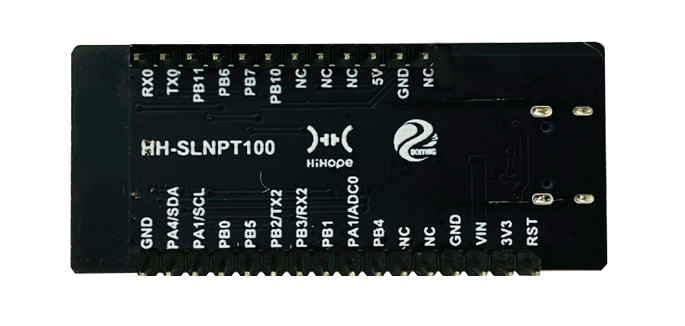 RX0
TX0
PB11
PB6
PB7
PB10
NC
NC
NC
5V
GND
NC
HH-SLNPT100
HiHope
GND
PA4/SDA
PA1/SCL
PB0
PB5
PB2/TX2
PB3/RX2
PB1
PA1/ADC0
PB4
NC
NC
GND
VIN
3V3
RST